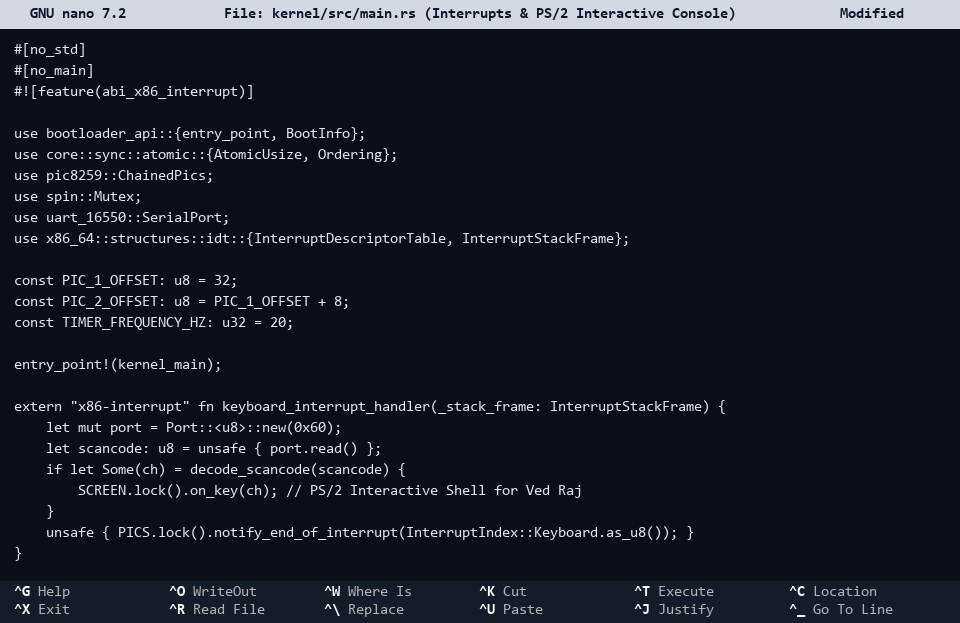 GNU nano 7.2 File: kernel/src/main.rs (Interrupts & PS/2 Interactive Console) Modified
#[no_std]
#[no_main]
#![feature(abi_x86_interrupt)]

use bootloader_api::{entry_point, BootInfo};
use core::sync::atomic::{AtomicUsize, Ordering};
use pic8259::ChainedPics;
use spin::Mutex;
use uart_16550::SerialPort;
use x86_64::structures::idt::{InterruptDescriptorTable, InterruptStackFrame};

const PIC_1_OFFSET: u8 = 32;
const PIC_2_OFFSET: u8 = PIC_1_OFFSET + 8;
const TIMER_FREQUENCY_HZ: u32 = 20;

entry_point!(kernel_main);

extern "x86-interrupt" fn keyboard_interrupt_handler(_stack_frame: InterruptStackFrame) {
    let mut port = Port::<u8>::new(0x60);
    let scancode: u8 = unsafe { port.read() };
    if let Some(ch) = decode_scancode(scancode) {
        SCREEN.lock().on_key(ch); // PS/2 Interactive Shell for Ved Raj
    }
    unsafe { PICS.lock().notify_end_of_interrupt(InterruptIndex::Keyboard.as_u8()); }
}

^G Help ^O WriteOut ^W Where Is ^K Cut ^T Execute ^C Location
^X Exit ^R Read File ^\ Replace ^U Paste ^J Justify ^_ Go To Line